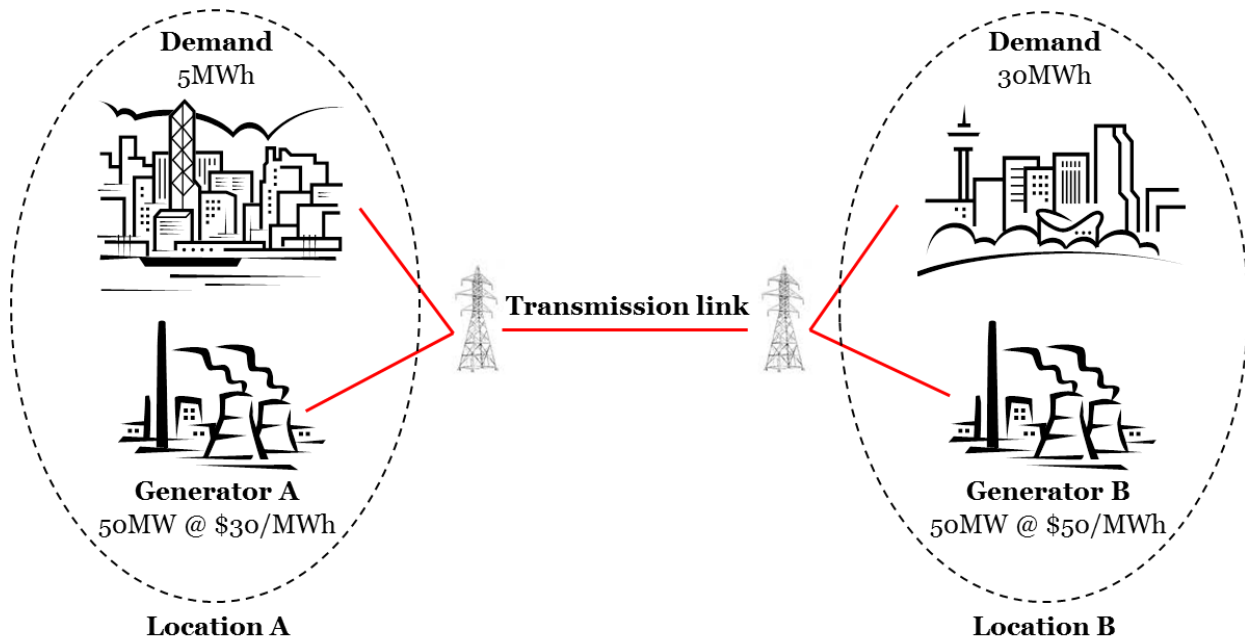 Demand
5MWh
Demand
30MWh
Transmission link
Generator A
50MW @ $30/MWh
Generator B
50MW @ $50/MWh
Location A
Location B